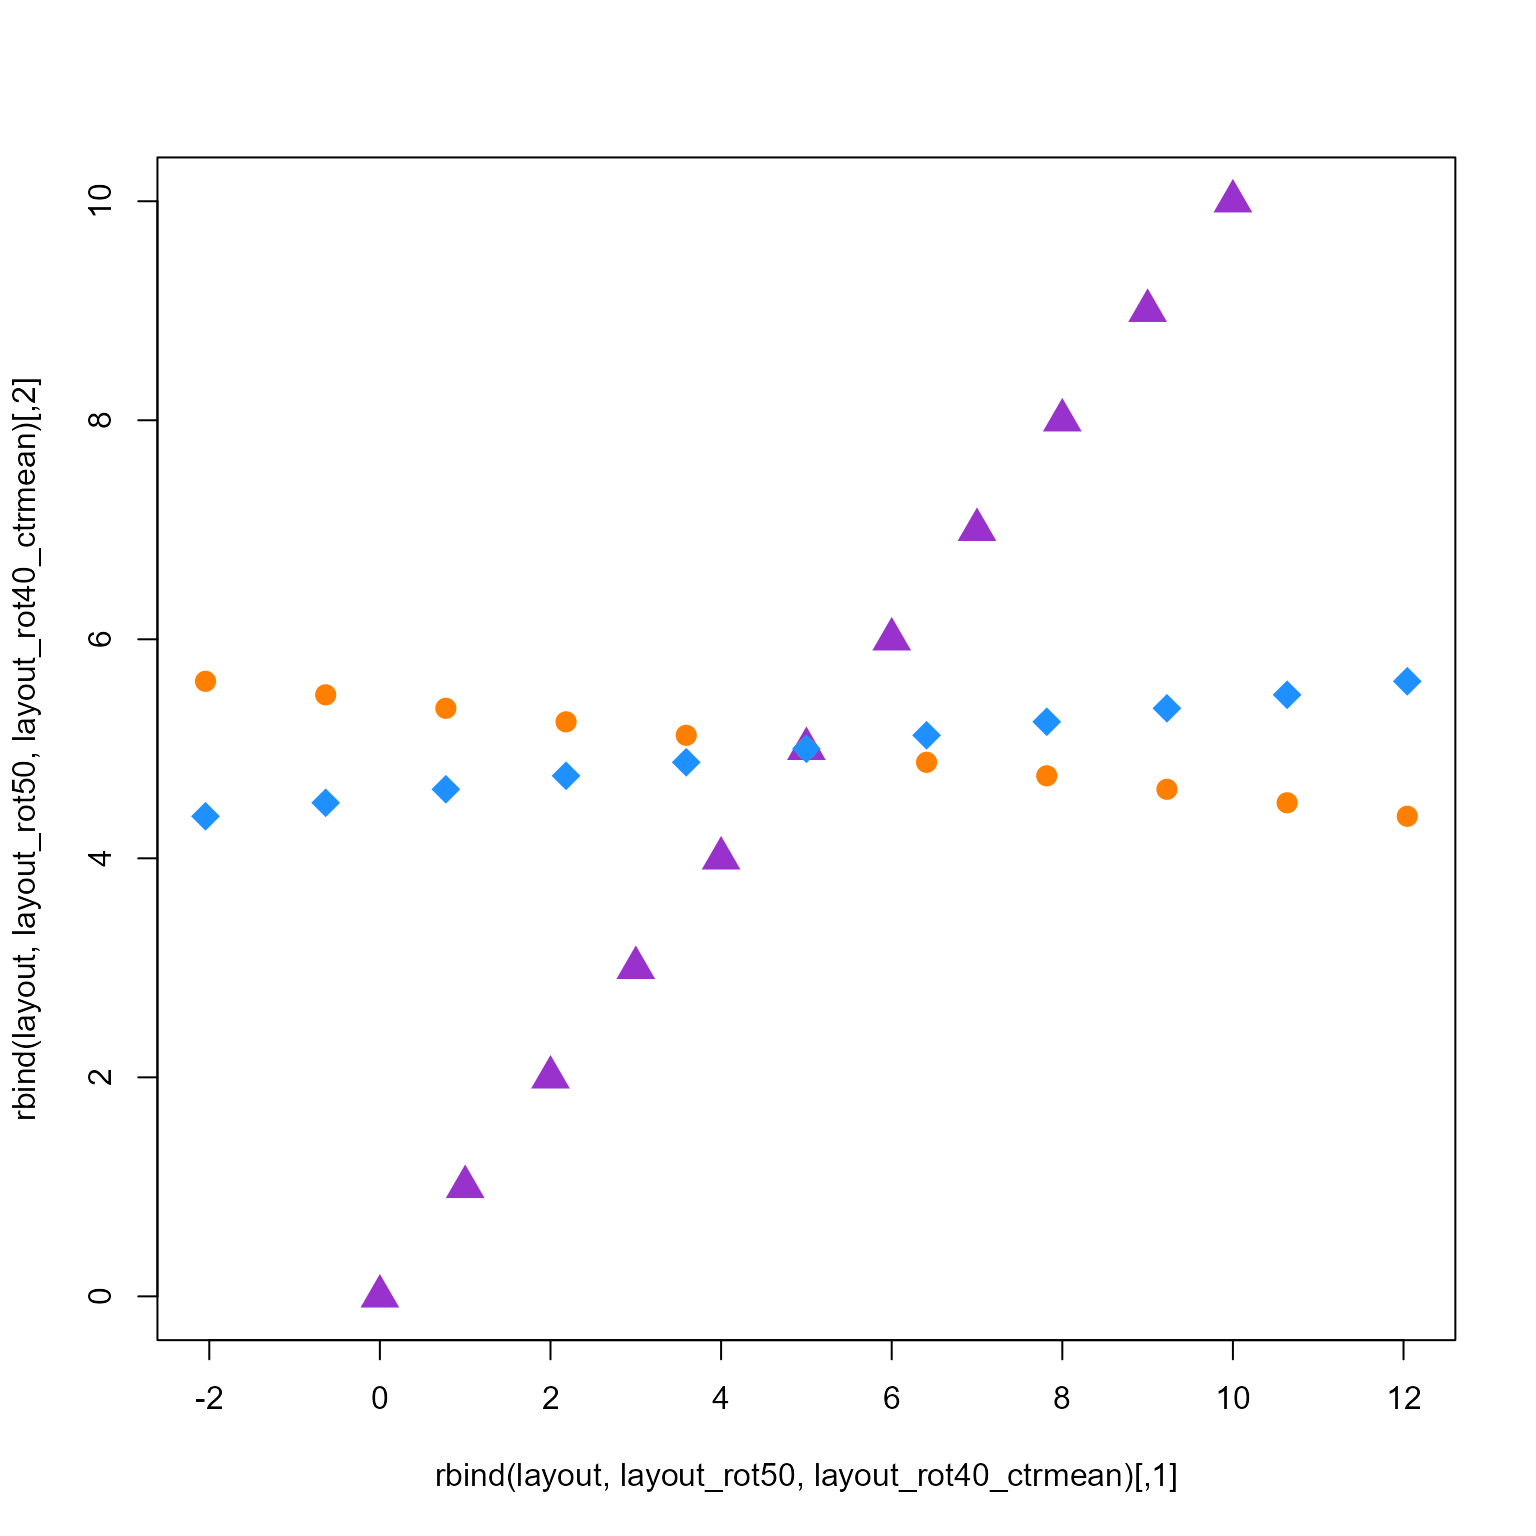 rbind(layout, layout_rot50, layout_rot40_ctrmean)[,2]
10
8
6
4
2
0
-2 0 2 4 6 8 10 12
rbind(layout, layout_rot50, layout_rot40_ctrmean)[,1]